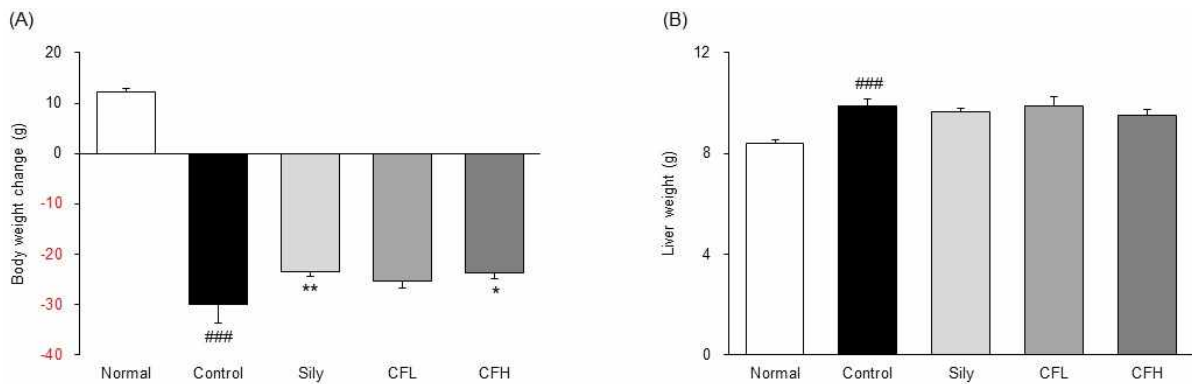 (A)
Body weight change (g)
20
10
0
-10
-20
-30
-40
###
**
*
Normal Control Sily CFL CFH
(B)
Liver weight (g)
12
8
4
0
###
Normal Control Sily CFL CFH